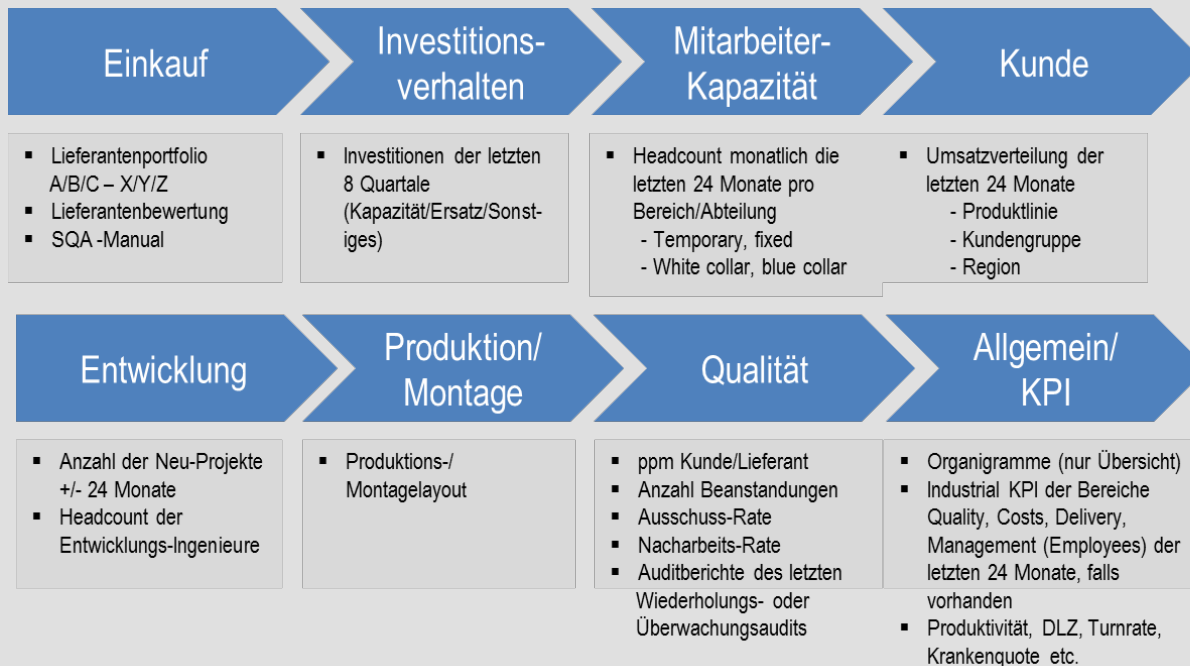 Einkauf
Investitions-
verhalten
Mitarbeiter-
Kapazität
Kunde
▪ Lieferantenportfolio
A/B/C – X/Y/Z
▪ Lieferantenbewertung
▪ SQA -Manual
▪ Investitionen der letzten
8 Quartale
(Kapazität/Ersatz/Sonst-
iges)
▪ Headcount monatlich die
letzten 24 Monate pro
Bereich/Abteilung
- Temporary, fixed
- White collar, blue collar
▪ Umsatzverteilung der
letzten 24 Monate
- Produktlinie
- Kundengruppe
- Region
Entwicklung
Produktion/
Montage
Qualität
Allgemein/
KPI
▪ Anzahl der Neu-Projekte
+/- 24 Monate
▪ Headcount der
Entwicklungs-Ingenieure
▪ Produktions-/
Montagelayout
▪ ppm Kunde/Lieferant
▪ Anzahl Beanstandungen
▪ Ausschuss-Rate
▪ Nacharbeits-Rate
▪ Auditberichte des letzten
Wiederholungs- oder
Überwachungsaudits
▪ Organigramme (nur Übersicht)
▪ Industrial KPI der Bereiche
Quality, Costs, Delivery,
Management (Employees) der
letzten 24 Monate, falls
vorhanden
▪ Produktivität, DLZ, Turnrate,
Krankenquote etc.